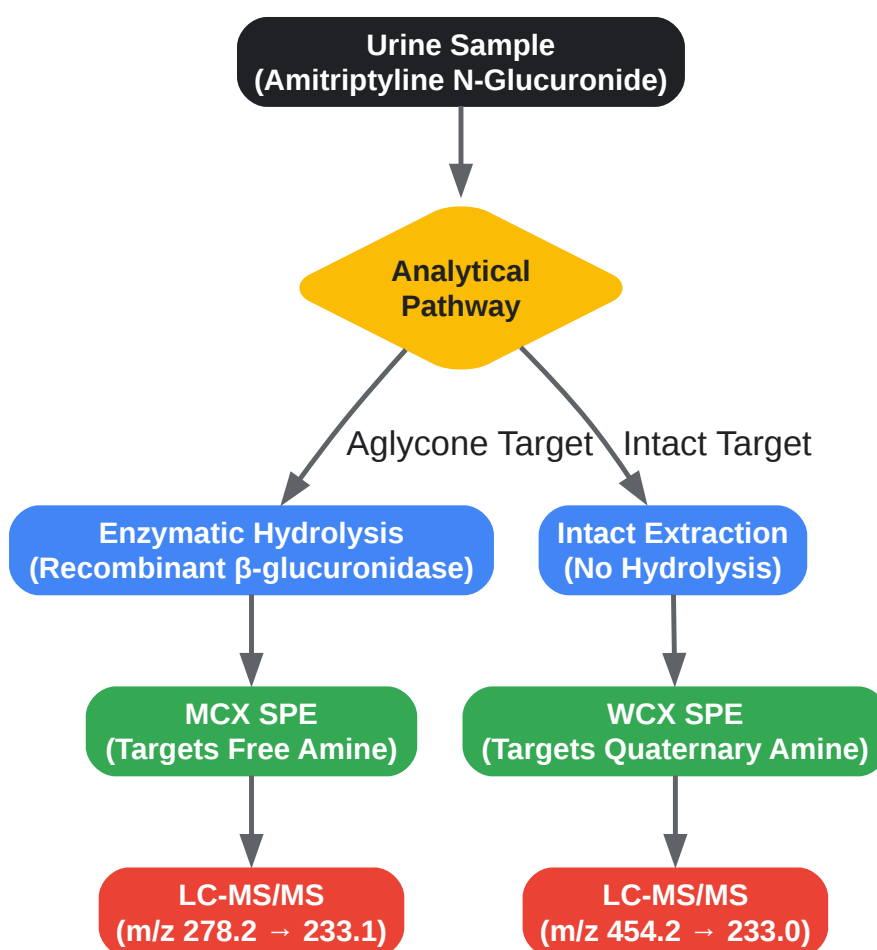 Urine Sample
(Amitriptyline N-Glucuronide)
Analytical
Pathway
Aglycone Target
Intact Target
Enzymatic Hydrolysis
(Recombinant β-glucuronidase)
Intact Extraction
(No Hydrolysis)
MCX SPE
(Targets Free Amine)
WCX SPE
(Targets Quaternary Amine)
LC-MS/MS
(m/z 278.2 → 233.1)
LC-MS/MS
(m/z 454.2 → 233.0)